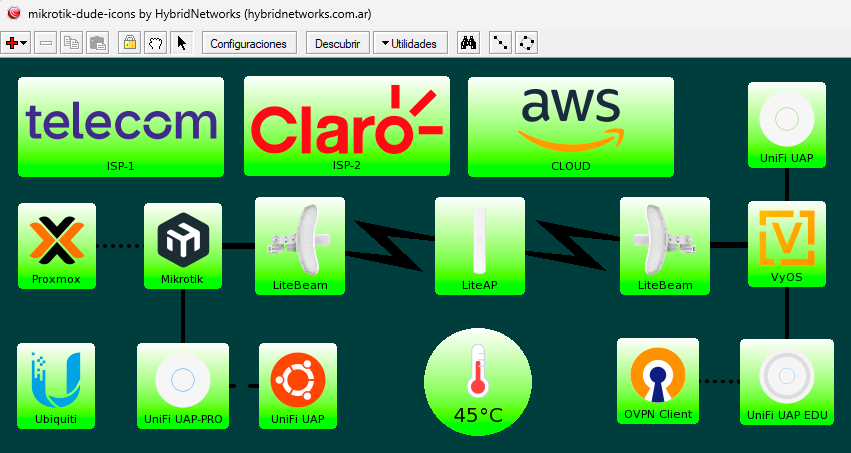 mikrotik-dude-icons by HybridNetworks (hybridnetworks.com.ar)
Configuraciones Descubrir Utilidades
telecom
ISP-1
Claro
ISP-2
aws
CLOUD
UniFi UAP
Proxmox
Mikrotik
LiteBeam
LiteAP
LiteBeam
VyOS
Ubiquiti
UniFi UAP-PRO
UniFi UAP
45°C
OVPN Client
UniFi UAP EDU